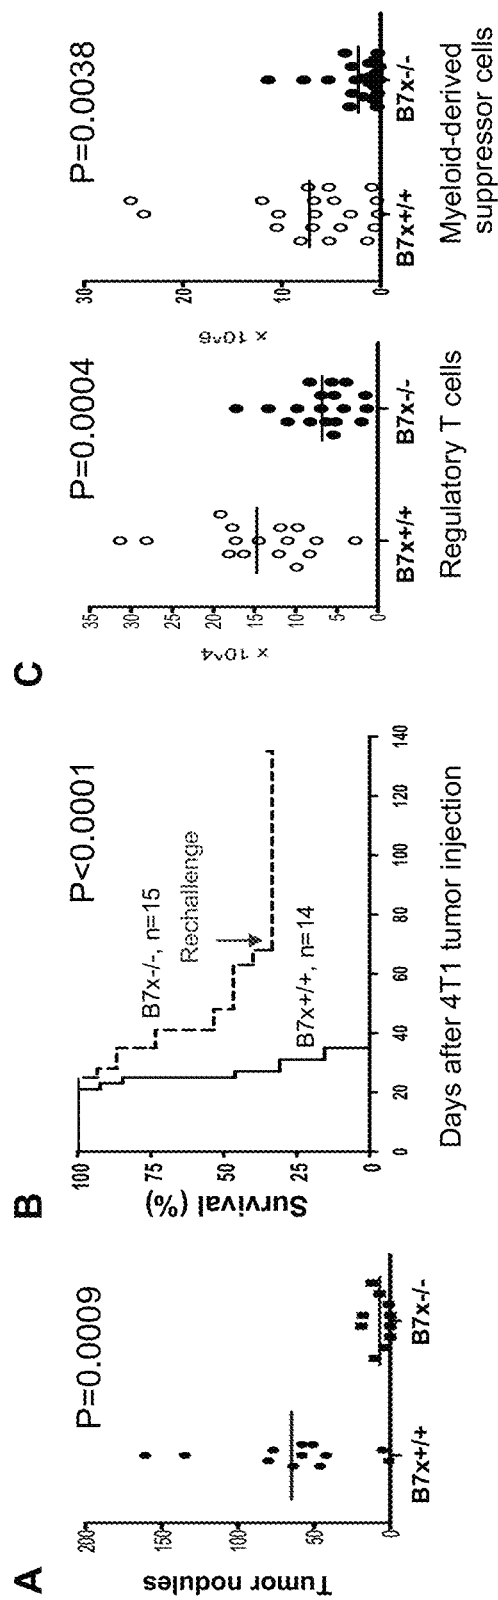 A
P=0.0009
Tumor nodules
200
150
100
50
0
B7x+/+
B7x-/-
B
P<0.0001
Survival (%)
100
75
50
25
0
B7x-/-, n=15
Rechallenge
B7x+/+, n=14
0
20
40
60
80
100
120
140
Days after 4T1 tumor injection
C
P=0.0004
x 10^4
35
30
25
20
15
10
5
0
B7x+/+
B7x-/-
Regulatory T cells
P=0.0038
x 10^6
30
20
10
0
B7x+/+
B7x-/-
Myeloid-derived
suppressor cells